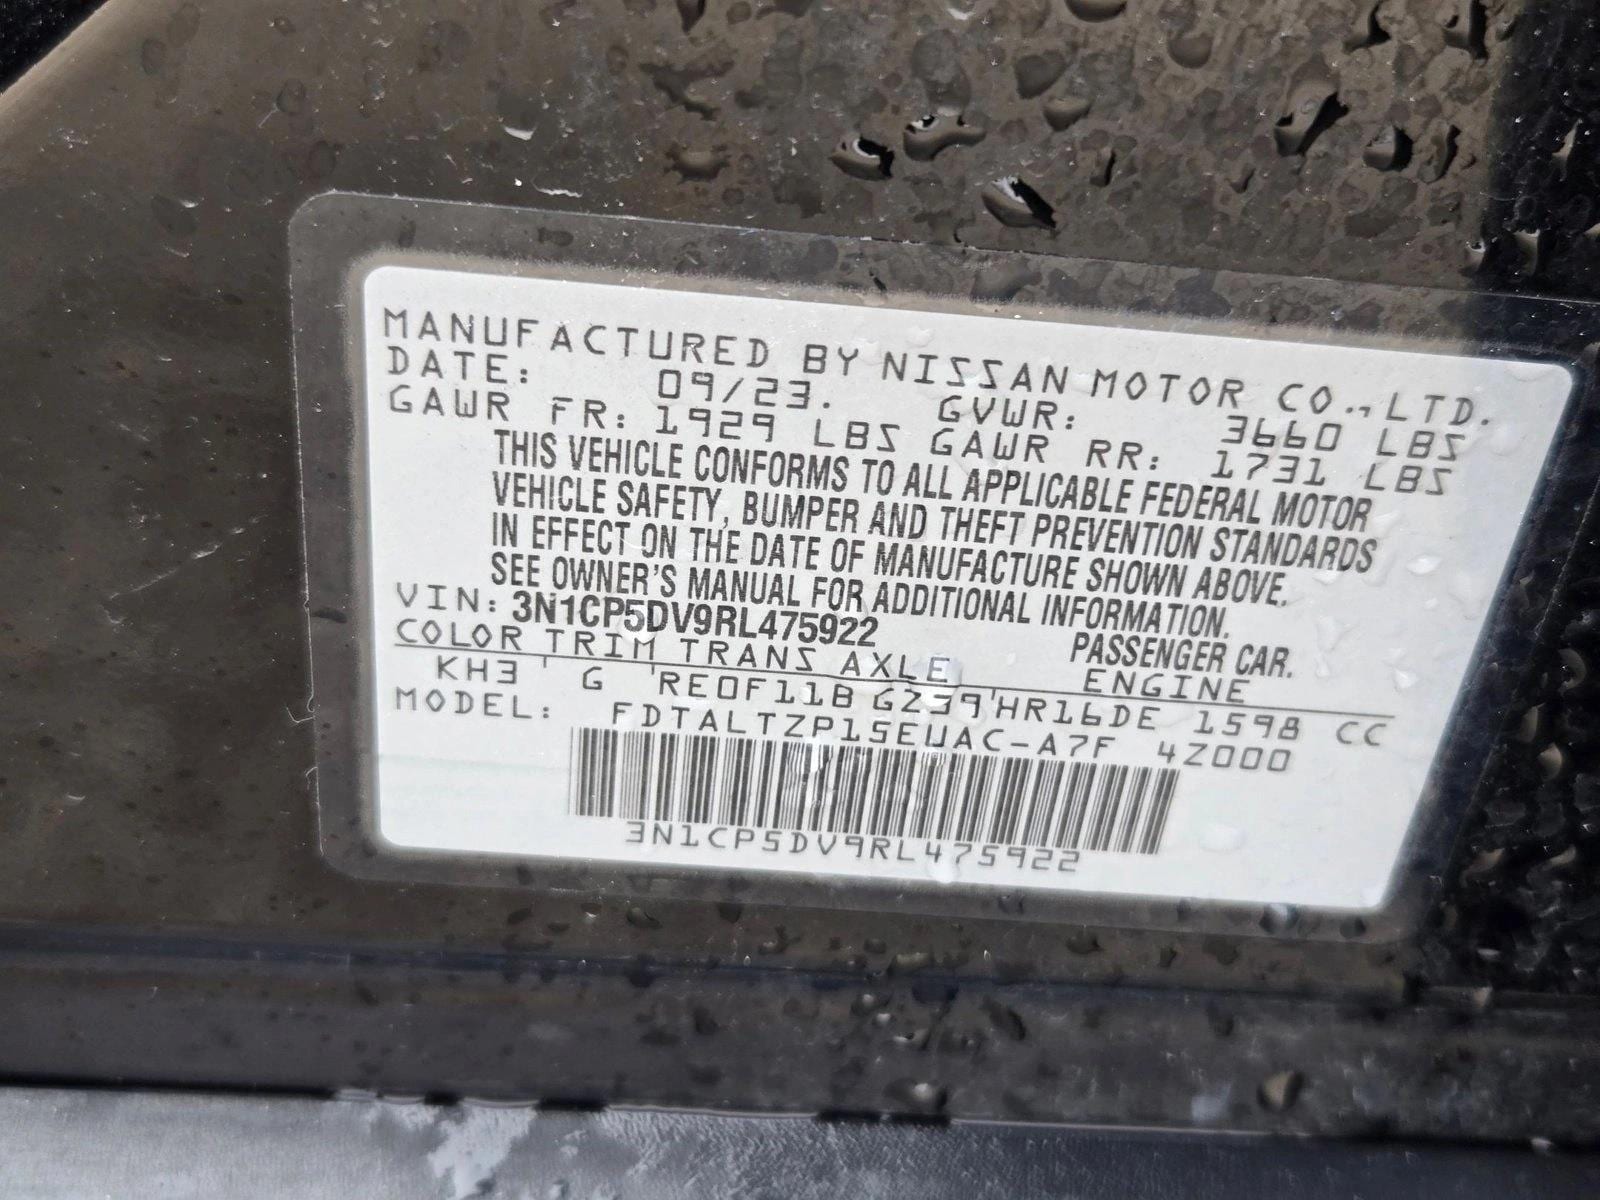 MANUFACTURED BY NISSAN MOTOR CO.,LTD.
DATE: 09/23. GVWR: 3660 LBS
GAWR FR: 1929 LBS GAWR RR: 1731 LBS
THIS VEHICLE CONFORMS TO ALL APPLICABLE FEDERAL MOTOR
VEHICLE SAFETY, BUMPER AND THEFT PREVENTION STANDARDS
IN EFFECT ON THE DATE OF MANUFACTURE SHOWN ABOVE.
SEE OWNER'S MANUAL FOR ADDITIONAL INFORMATION.
VIN: 3N1CP5DV9RL475922 PASSENGER CAR.
COLOR TRIM TRANS AXLE ENGINE
KH3 ' G 'RE0F11B GZ39'HR16DE 1598 CC
MODEL: FDTALTZP15EUAC-A7F 4Z000
3N1CP5DV9RL475922